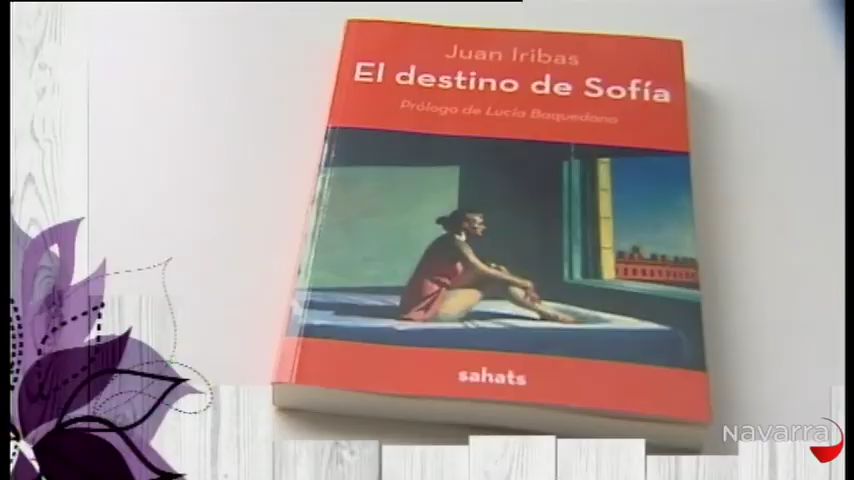 Juan Iribas
El destino de Sofía
Prólogo de Lucía Baquedano
sahats
Navarra